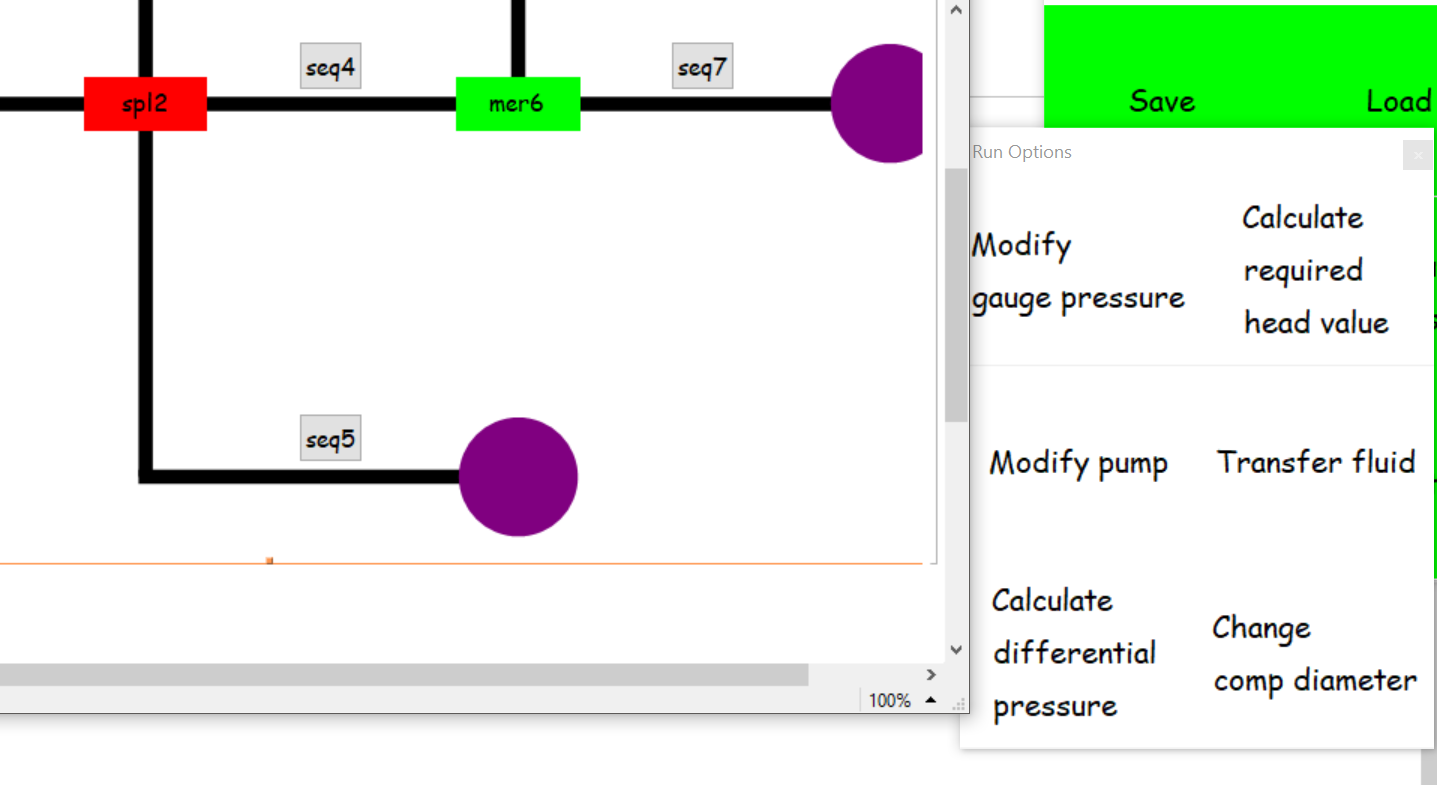 seq4
seq7
spl2
mer6
seq5
100%
Save
Load
Run Options
Modify
gauge pressure
Calculate
required
head value
Modify pump
Transfer fluid
Calculate
differential
pressure
Change
comp diameter